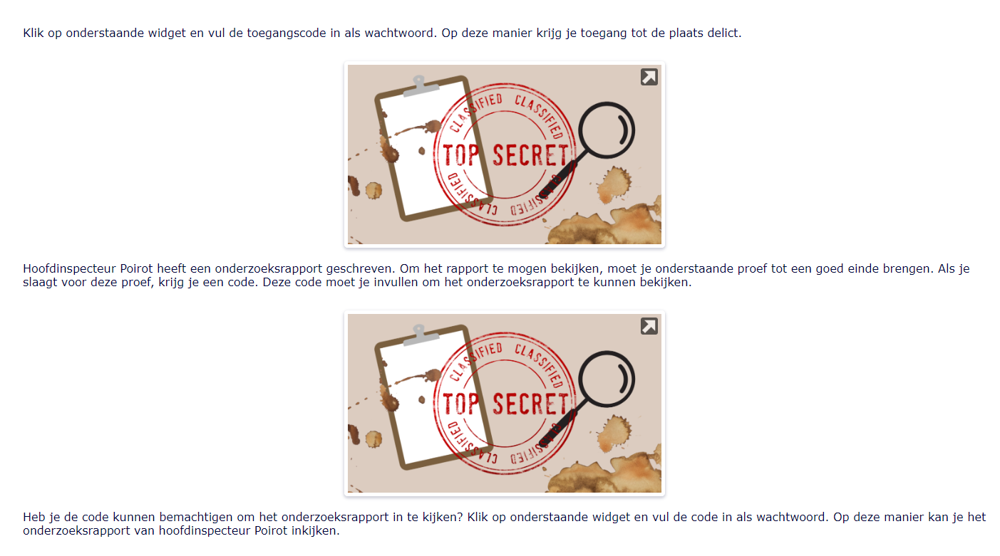 Klik op onderstaande widget en vul de toegangscode in als wachtwoord. Op deze manier krijg je toegang tot de plaats delict.
CLASSIFIED CLASSIFIED
TOP SECRET
CLASSIFIED CLASSIFIED
Hoofdinspecteur Poirot heeft een onderzoeksrapport geschreven. Om het rapport te mogen bekijken, moet je onderstaande proef tot een goed einde brengen. Als je
slaagt voor deze proef, krijg je een code. Deze code moet je invullen om het onderzoeksrapport te kunnen bekijken.
CLASSIFIED CLASSIFIED
TOP SECRET
CLASSIFIED CLASSIFIED
Heb je de code kunnen bemachtigen om het onderzoeksrapport in te kijken? Klik op onderstaande widget en vul de code in als wachtwoord. Op deze manier kan je het
onderzoeksrapport van hoofdinspecteur Poirot inkijken.